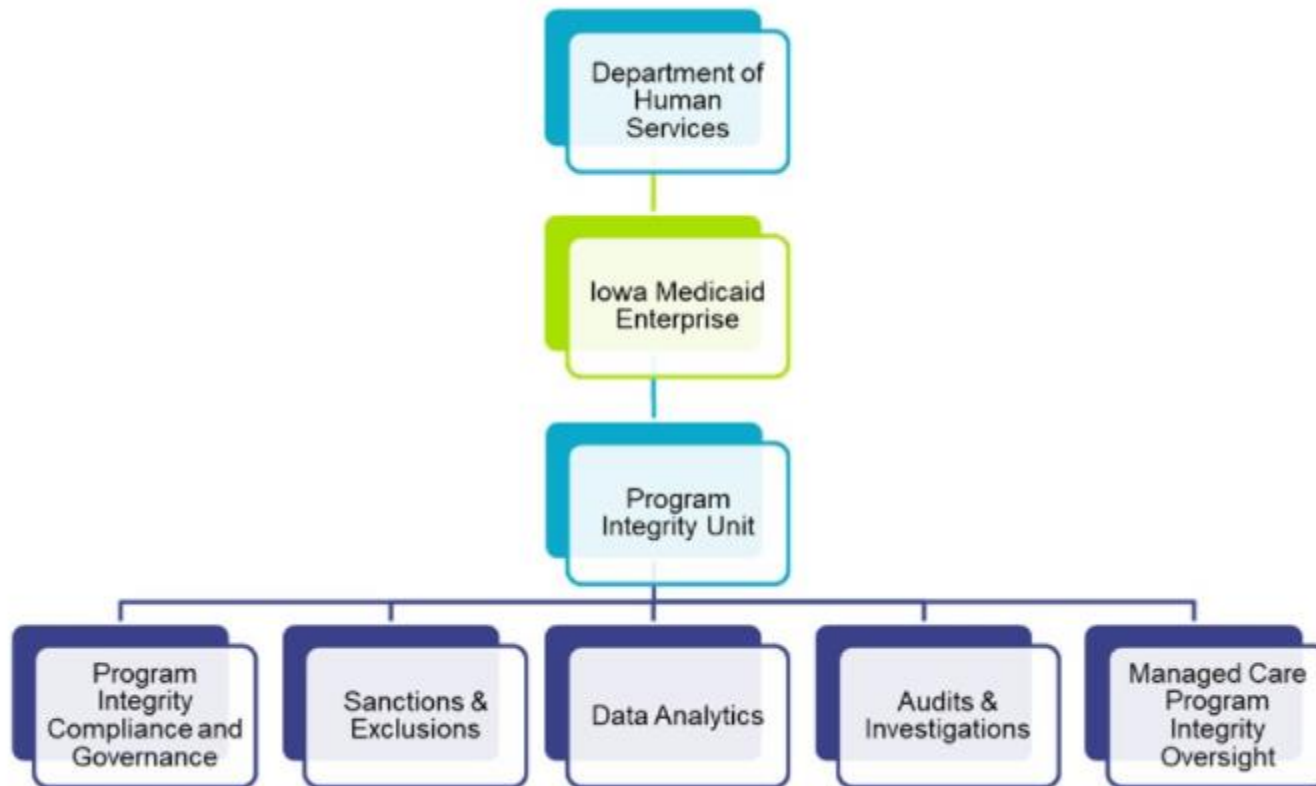 Department of
Human
Services
Iowa Medicaid
Enterprise
Program
Integrity Unit
Program
Integrity
Compliance and
Governance
Sanctions &
Exclusions
Data Analytics
Audits &
Investigations
Managed Care
Program
Integrity
Oversight